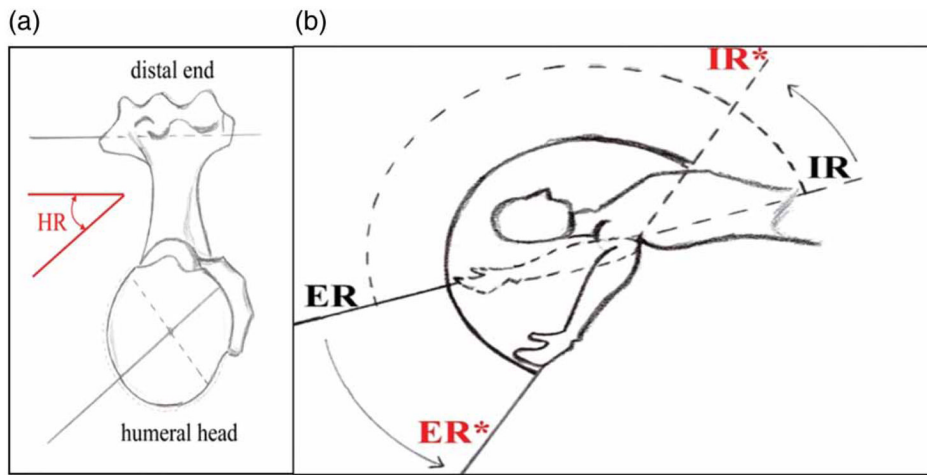 (a)
distal end
HR
humeral head
(b)
IR*
IR
ER
ER*